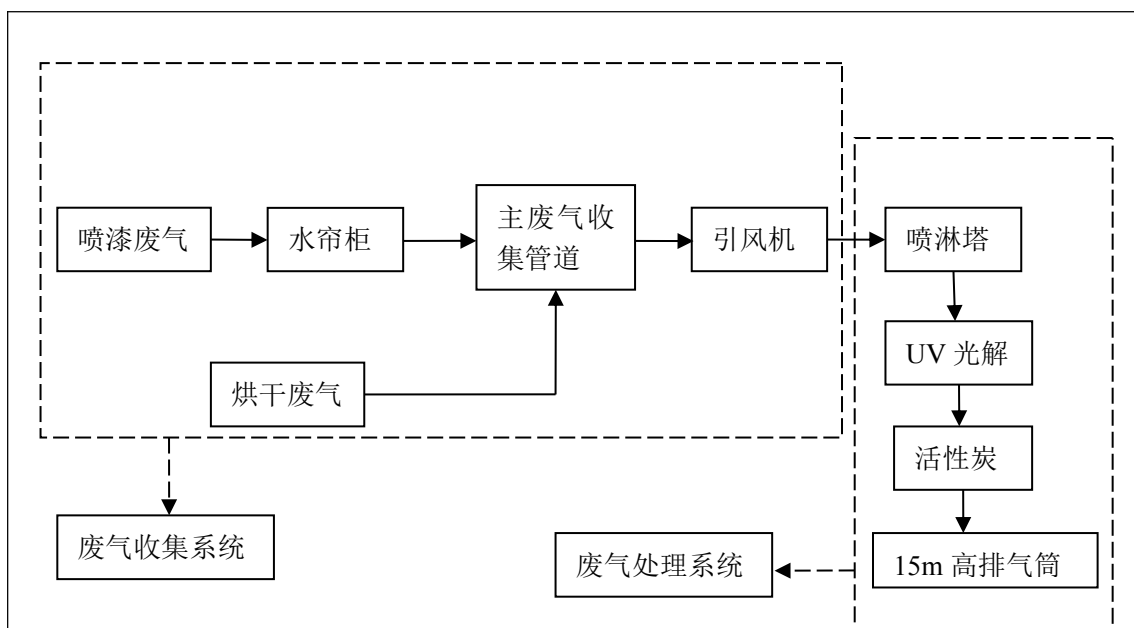 喷漆废气
水帘柜
主废气收
集管道
引风机
喷淋塔
UV 光解
烘干废气
活性炭
废气收集系统
废气处理系统
15m 高排气筒